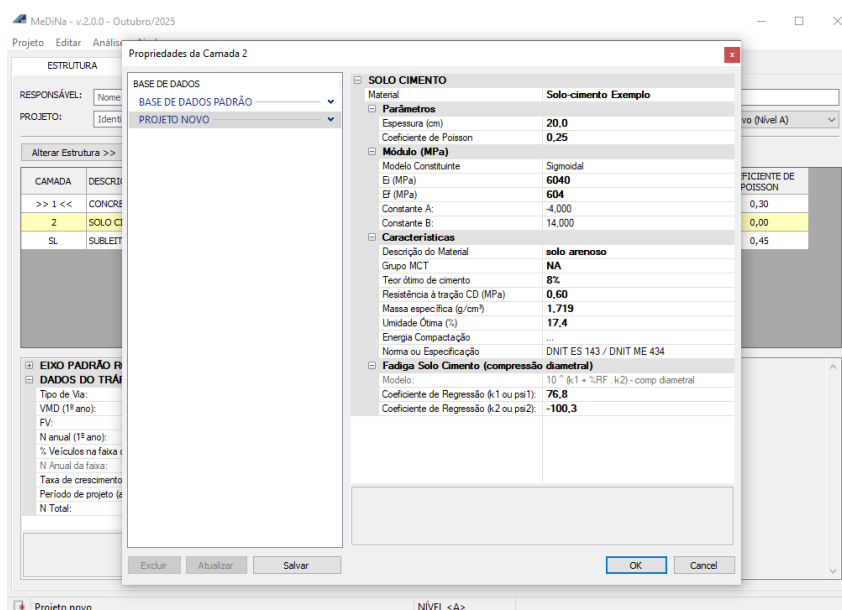 MeDiNa - v.2.0.0 - Outubro/2025
Projeto Editar
ESTRUTURA
RESPONSÁVEL: Nome
PROJETO:
vo (Nível A)
Alterar Estrutura >>
CAMADA
COEFICIENTE DE POISSON
>> 1 << 0,30
2 0,00
SL 0,45
EIXO PADRÃO
DADOS DO
Tipo de Via:
VMD (1º ano):
FV:
N anual (1º ano):
% Veículos na faixa
N Anual da faixa:
Taxa de crescimento
Período de projeto
N Total:
Propriedades da Camada 2
BASE DE DADOS
BASE DE DADOS PADRÃO
PROJETO NOVO
SOLO CIMENTO
Material Solo-cimento Exemplo
Parâmetros
Espessura (cm) 20,0
Coeficiente de Poisson 0,25
Módulo (MPa)
Modelo Constituinte Sigmoidal
Ei (MPa) 6040
Ef (MPa) 604
Constante A: -4,000
Constante B: 14,000
Características
Descrição do Material solo arenoso
Grupo MCT NA
Teor ótimo de cimento 8%
Resistência à tração CD (MPa) 0,60
Massa específica (g/cm³) 1,719
Umidade Ótima (%) 17,4
Energia Compactação ...
Norma ou Especificação DNIT ES 143 / DNIT ME 434
Fadiga Solo Cimento (compressão diametral)
Modelo: 10 ^ (k1 + %RF . k2) - comp diametral
Coeficiente de Regressão (k1 ou psi1): 76,8
Coeficiente de Regressão (k2 ou psi2): -100,3
Excluir Atualizar Salvar OK Cancel
Projeto novo NÍVEL <A>